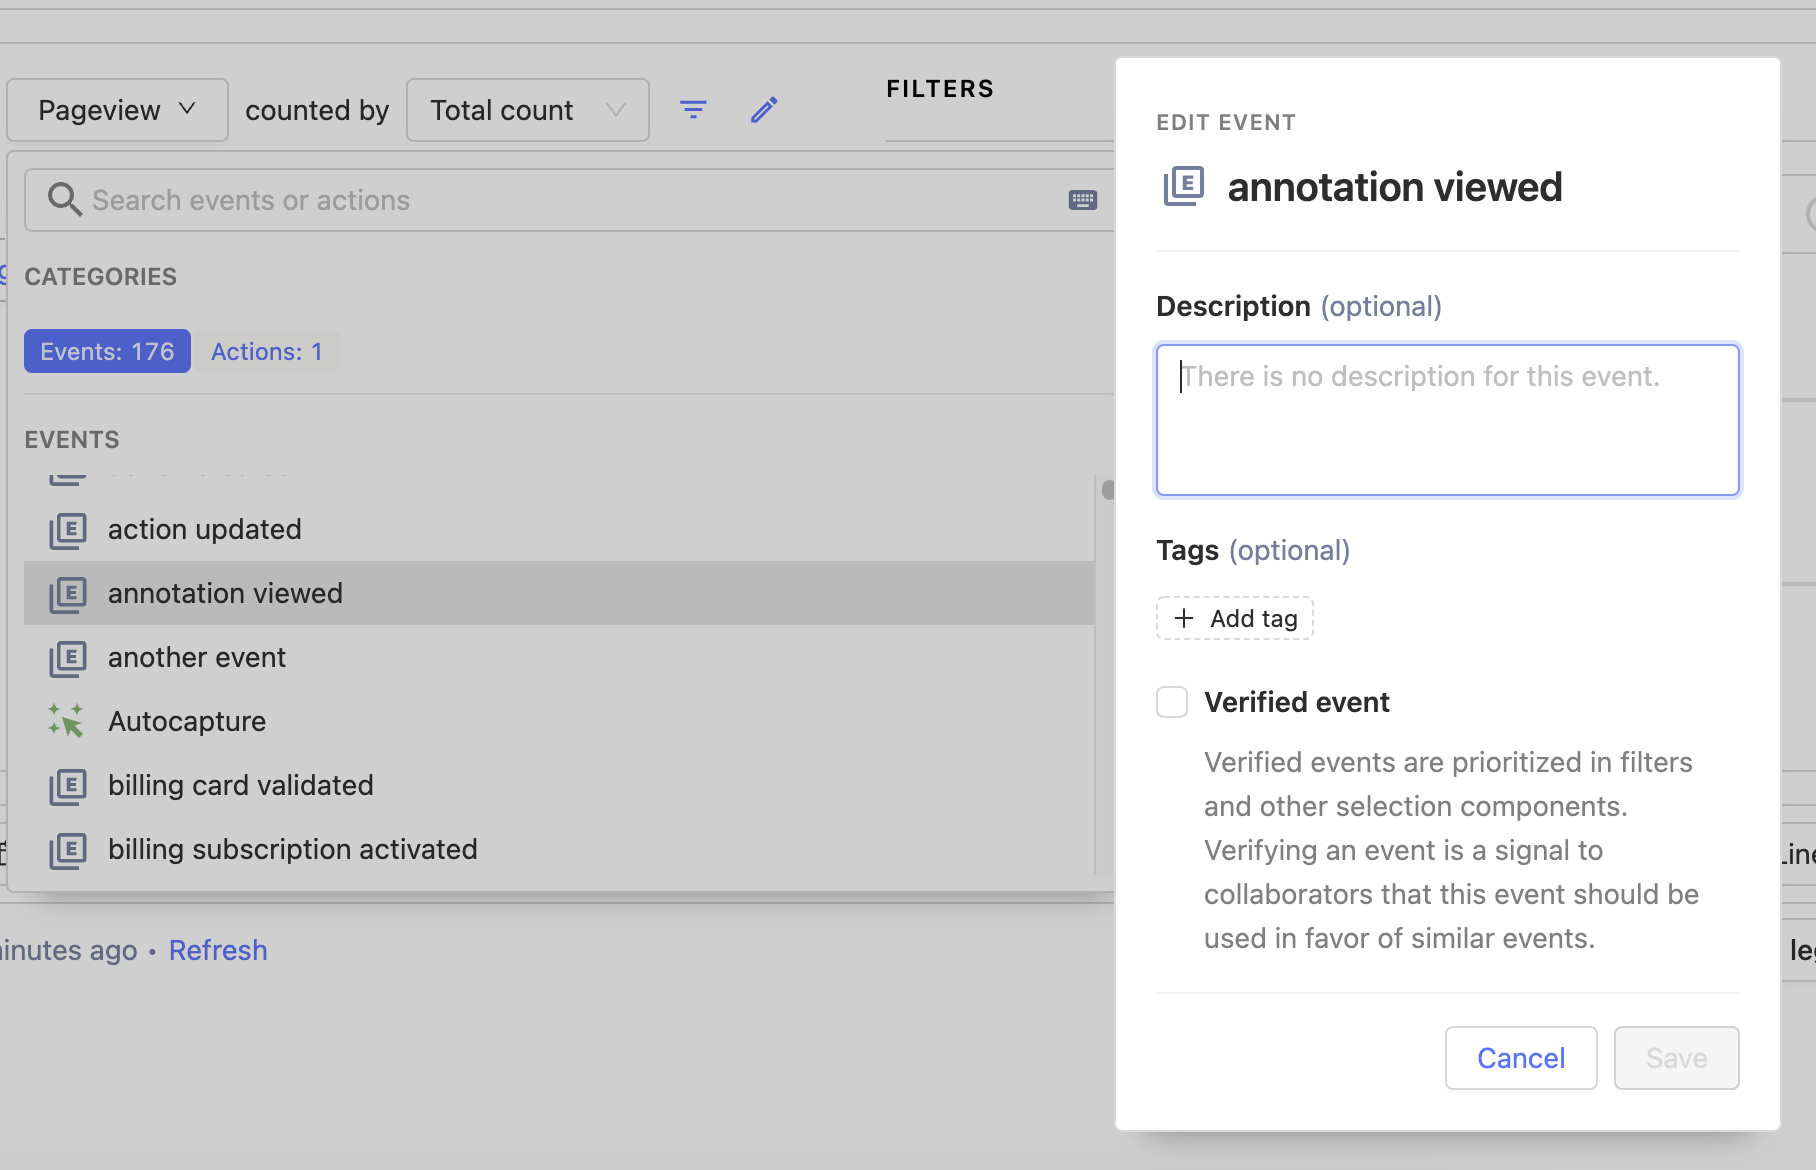 Pageview counted by Total count
FILTERS
Search events or actions
CATEGORIES
Events: 176 Actions: 1
EVENTS
E action updated
E annotation viewed
E another event
Autocapture
E billing card validated
E billing subscription activated
ago • Refresh
EDIT EVENT
E annotation viewed
Description (optional)
There is no description for this event.
Tags (optional)
+ Add tag
Verified event
Verified events are prioritized in filters
and other selection components.
Verifying an event is a signal to
collaborators that this event should be
used in favor of similar events.
Cancel Save